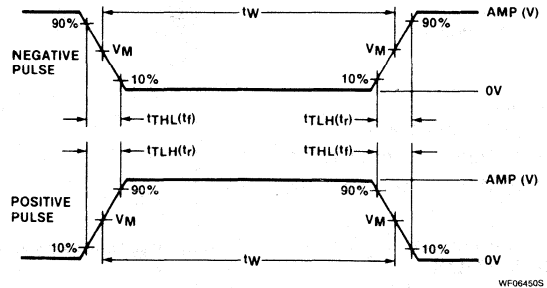 90% tW 90% AMP (V)
NEGATIVE PULSE VM VM
10% 10%
0V
tTHL(tf) tTLH(tr)
tTLH(tr) tTHL(tf)
90% 90% AMP (V)
POSITIVE PULSE VM VM
10% 10%
tW 0V
WF06450S